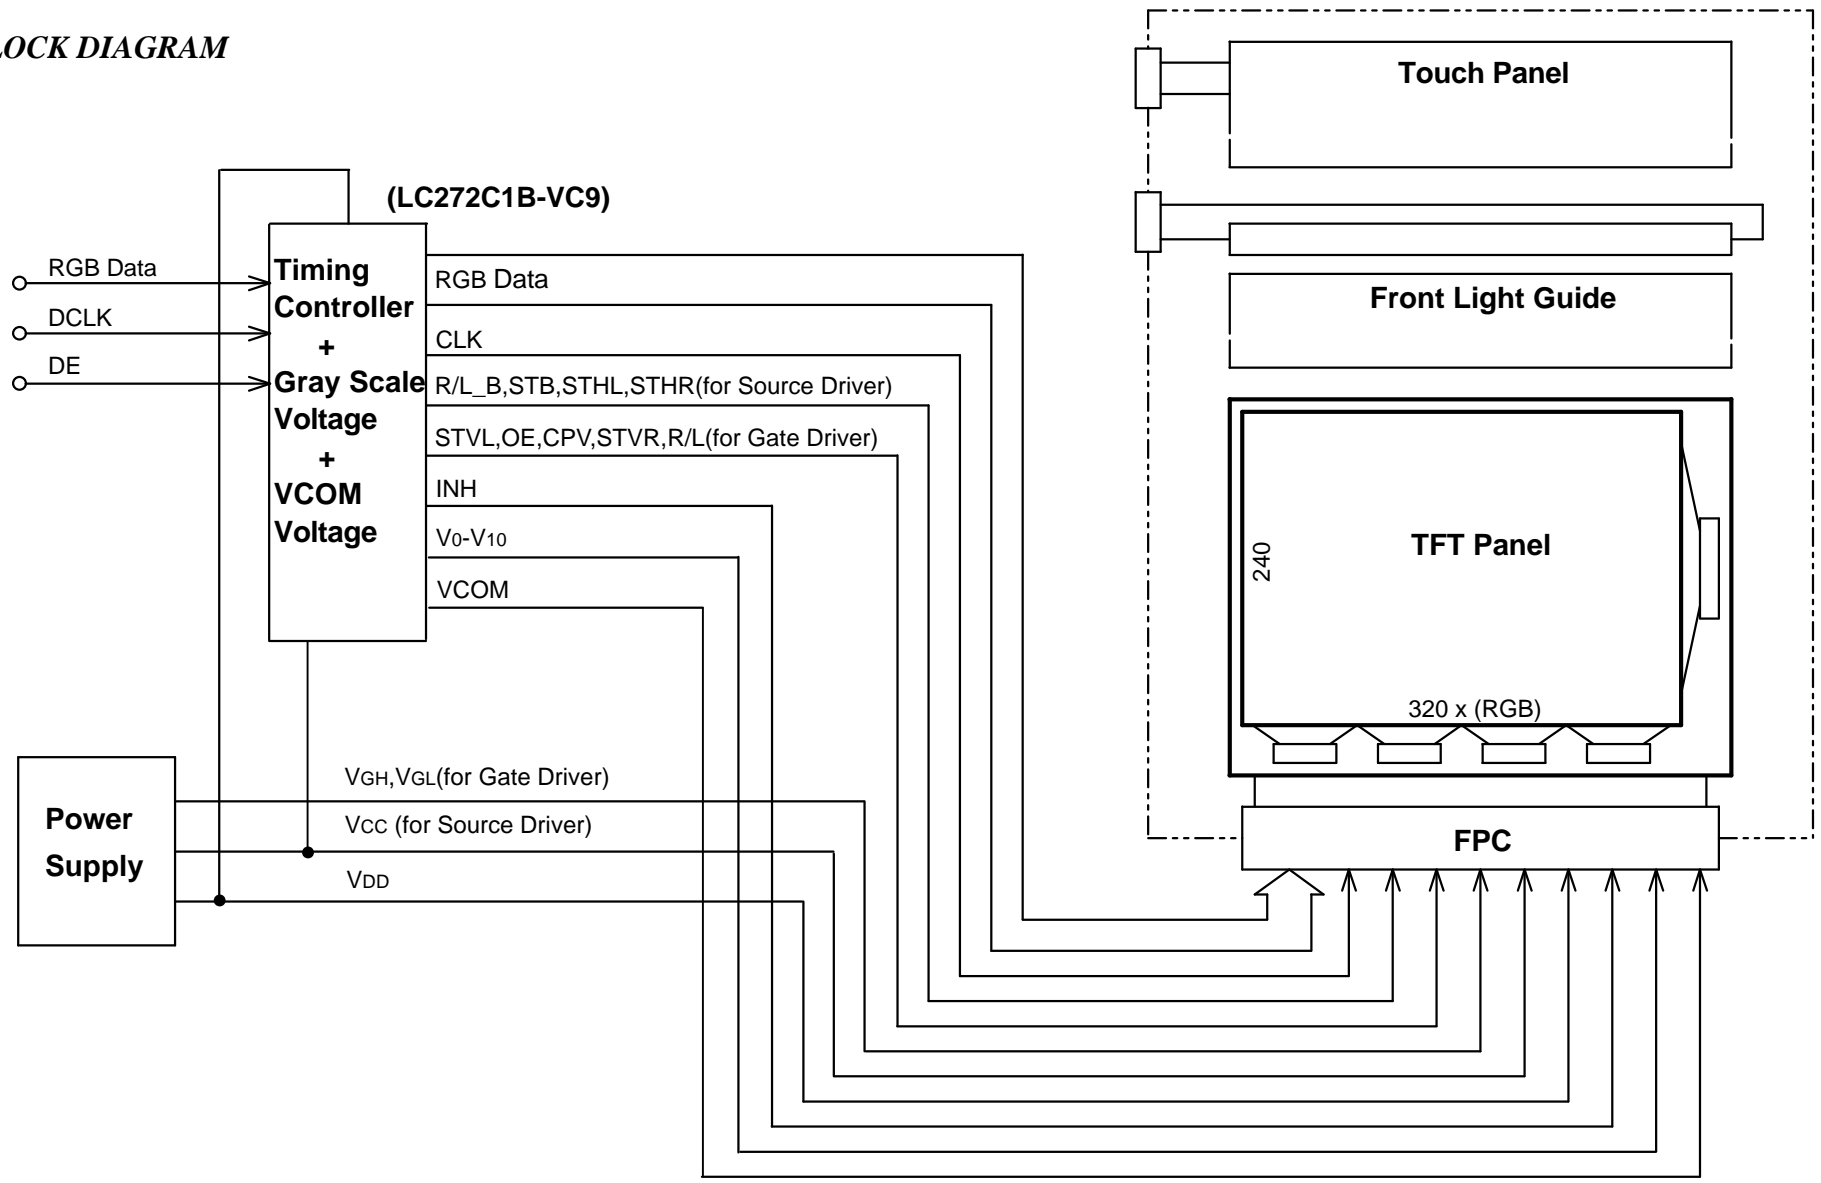 LOCK DIAGRAM
Touch Panel
(LC272C1B-VC9)
RGB Data
DCLK
DE
Timing
Controller
+
Gray Scale
Voltage
+
VCOM
Voltage
RGB Data
CLK
R/L_B,STB,STHL,STHR(for Source Driver)
STVL,OE,CPV,STVR,R/L(for Gate Driver)
INH
V0-V10
VCOM
Front Light Guide
TFT Panel
240
320 x (RGB)
Power
Supply
VGH,VGL(for Gate Driver)
VCC (for Source Driver)
VDD
FPC